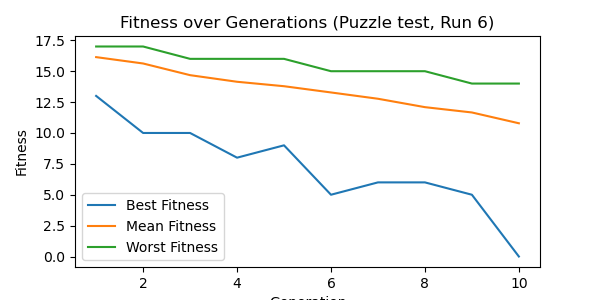 Fitness over Generations (Puzzle test, Run 6)
17.5
15.0
12.5
10.0
7.5
5.0
2.5
0.0
Fitness
Best Fitness
Mean Fitness
Worst Fitness
2 4 6 8 10
Generation